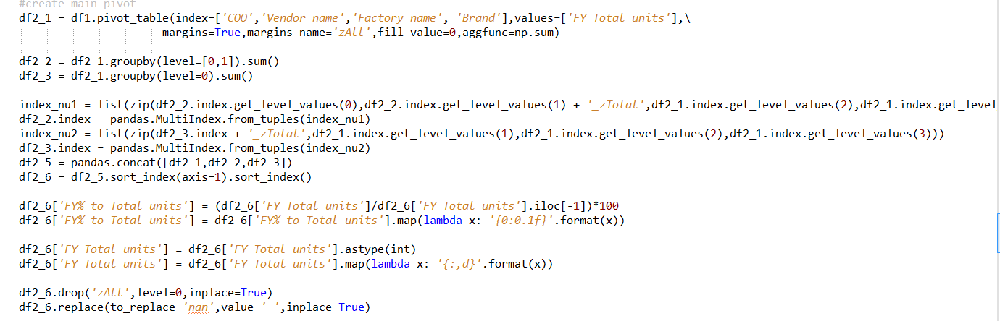 #create main pivot
df2_1 = df1.pivot_table(index=['COO','Vendor name','Factory name', 'Brand'],values=['FY Total units'],\
margins=True,margins_name='zAll',fill_value=0,aggfunc=np.sum)
df2_2 = df2_1.groupby(level=[0,1]).sum()
df2_3 = df2_1.groupby(level=0).sum()
index_nu1 = list(zip(df2_2.index.get_level_values(0),df2_2.index.get_level_values(1) + '_zTotal',df2_1.index.get_level_values(2),df2_1.index.get_level
df2_2.index = pandas.MultiIndex.from_tuples(index_nu1)
index_nu2 = list(zip(df2_3.index + '_zTotal',df2_1.index.get_level_values(1),df2_1.index.get_level_values(2),df2_1.index.get_level_values(3)))
df2_3.index = pandas.MultiIndex.from_tuples(index_nu2)
df2_5 = pandas.concat([df2_1,df2_2,df2_3])
df2_6 = df2_5.sort_index(axis=1).sort_index()
df2_6['FY% to Total units'] = (df2_6['FY Total units']/df2_6['FY Total units'].iloc[-1])*100
df2_6['FY% to Total units'] = df2_6['FY% to Total units'].map(lambda x: '{0:0.1f}'.format(x))
df2_6['FY Total units'] = df2_6['FY Total units'].astype(int)
df2_6['FY Total units'] = df2_6['FY Total units'].map(lambda x: '{:,d}'.format(x))
df2_6.drop('zAll',level=0,inplace=True)
df2_6.replace(to_replace='nan',value=' ',inplace=True)